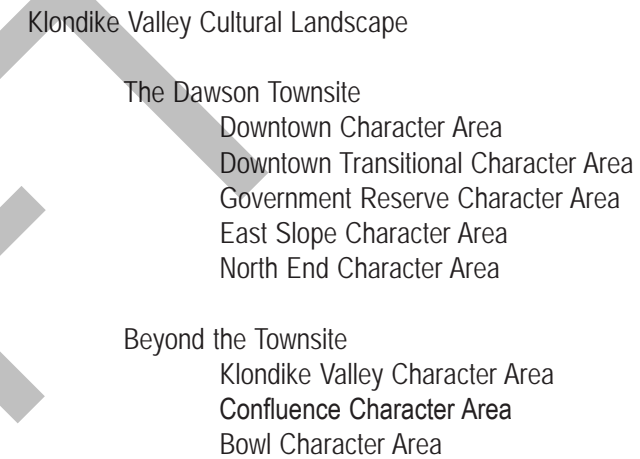 Klondike Valley Cultural Landscape
The Dawson Townsite
Downtown Character Area
Downtown Transitional Character Area
Government Reserve Character Area
East Slope Character Area
North End Character Area
Beyond the Townsite
Klondike Valley Character Area
Confluence Character Area
Bowl Character Area